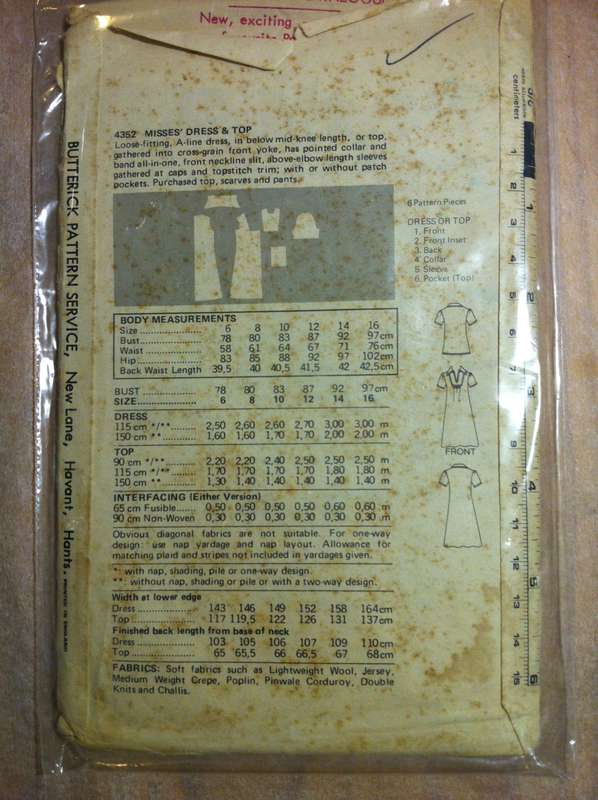 New, exciting
4352 MISSES' DRESS & TOP
Loose-fitting, A-line dress, in below mid-knee length, or top,
gathered into cross-grain front yoke, has pointed collar and
band all-in-one, front neckline slit, above-elbow length sleeves
gathered at caps and topstitch trim; with or without patch
pockets. Purchased top, scarves and pants.
6 Pattern Pieces
DRESS OR TOP
1. Front
2. Front Inset
3. Back
4. Collar
5. Sleeve
6. Pocket (Top)
BODY MEASUREMENTS
Size 6 8 10 12 14 16
Bust 78 80 83 87 92 97cm
Waist 58 61 64 67 71 76cm
Hip 83 85 88 92 97 102cm
Back Waist Length 39,5 40 40,5 41,5 42 42,5cm
BUST 78 80 83 87 92 97cm
SIZE 6 8 10 12 14 16
DRESS
115 cm */** 2,50 2,60 2,60 2,70 3,00 3,00 m
150 cm ** 1,60 1,60 1,70 1,70 2,00 2,00 m
TOP
90 cm */** 2,20 2,20 2,40 2,50 2,50 2,50 m
115 cm */** 1,70 1,70 1,70 1,70 1,80 1,80 m
150 cm ** 1,30 1,40 1,40 1,40 1,40 1,40 m
INTERFACING (Either Version)
65 cm Fusible 0,50 0,50 0,50 0,50 0,60 0,60 m
90 cm Non-Woven 0,30 0,30 0,30 0,30 0,30 0,30 m
Obvious diagonal fabrics are not suitable. For one-way
design: use nap yardage and nap layout. Allowance for
matching plaid and stripes not included in yardages given.
*: with nap, shading, pile or one-way design.
**: without nap, shading or pile or with a two-way design.
Width at lower edge
Dress 143 146 149 152 158 164cm
Top 117 119,5 122 126 131 137cm
Finished back length from base of neck
Dress 103 105 106 107 109 110cm
Top 65 65,5 66 66,5 67 68cm
FABRICS: Soft fabrics such as Lightweight Wool, Jersey,
Medium Weight Crepe, Poplin, Pinwale Corduroy, Double
Knits and Challis.
FRONT
BUTTERICK PATTERN SERVICE, New Lane, Havant, Hants. PRINTED IN ENGLAND
centimeters
1 2 3 4 5 6 7 8 9 10 11 12 13 14 15
5/8
1 2 3 4 5 6